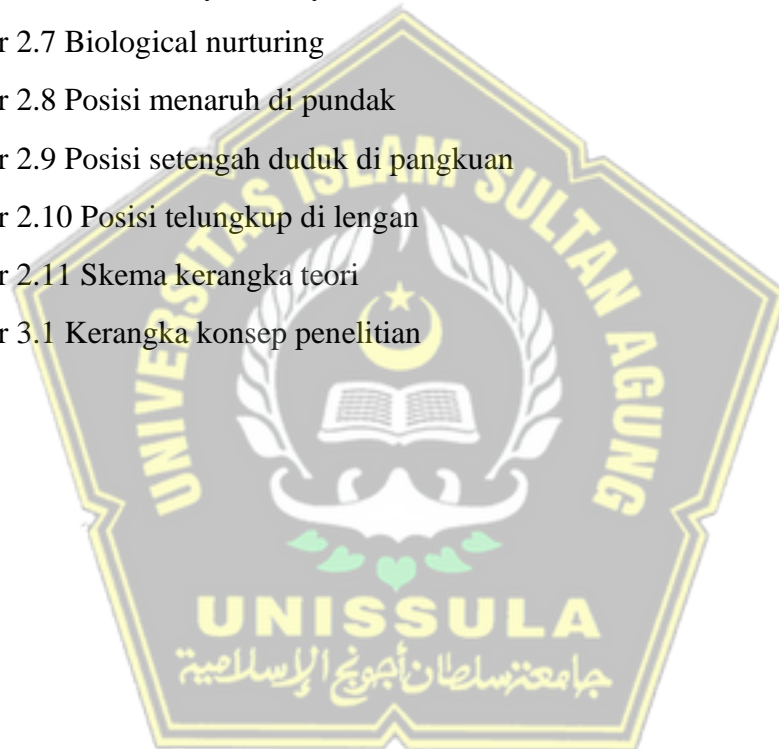 r 2.7 Biological nurturing
r 2.8 Posisi menaruh di pundak
r 2.9 Posisi setengah duduk di pangkuan
r 2.10 Posisi telungkup di lengan
r 2.11 Skema kerangka teori
r 3.1 Kerangka konsep penelitian
UNIVERSITAS ISLAM SULTAN AGUNG
UNISSULA
جامعة سلطان أجونج الإسلامية